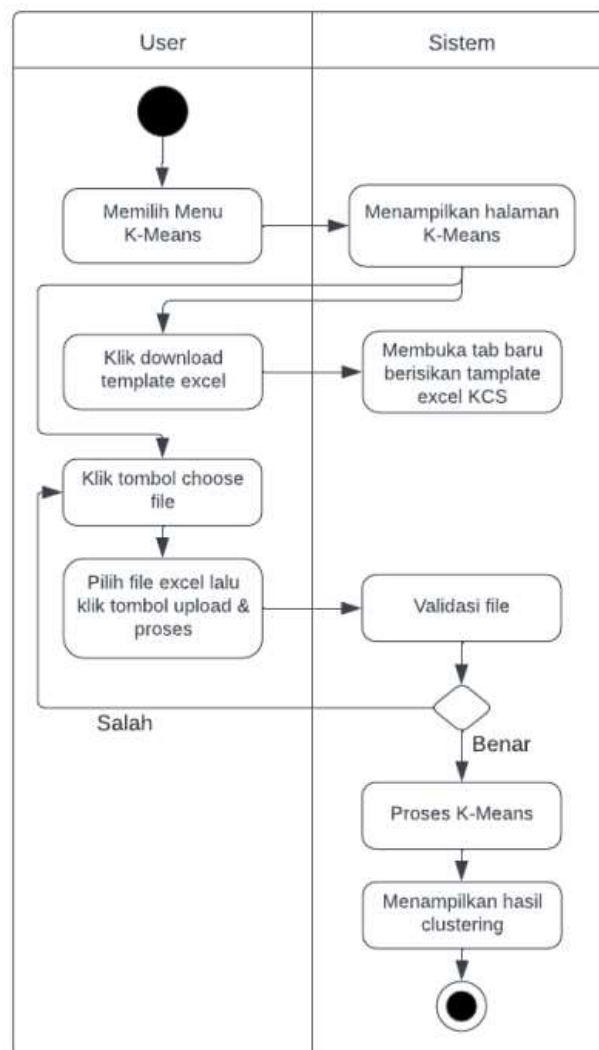 User
Sistem
Memilih Menu
K-Means
Menampilkan halaman
K-Means
Klik download
template excel
Membuka tab baru
berisikan tamplate
excel KCS
Klik tombol choose
file
Pilih file excel lalu
klik tombol upload &
proses
Validasi file
Salah
Benar
Proses K-Means
Menampilkan hasil
clustering